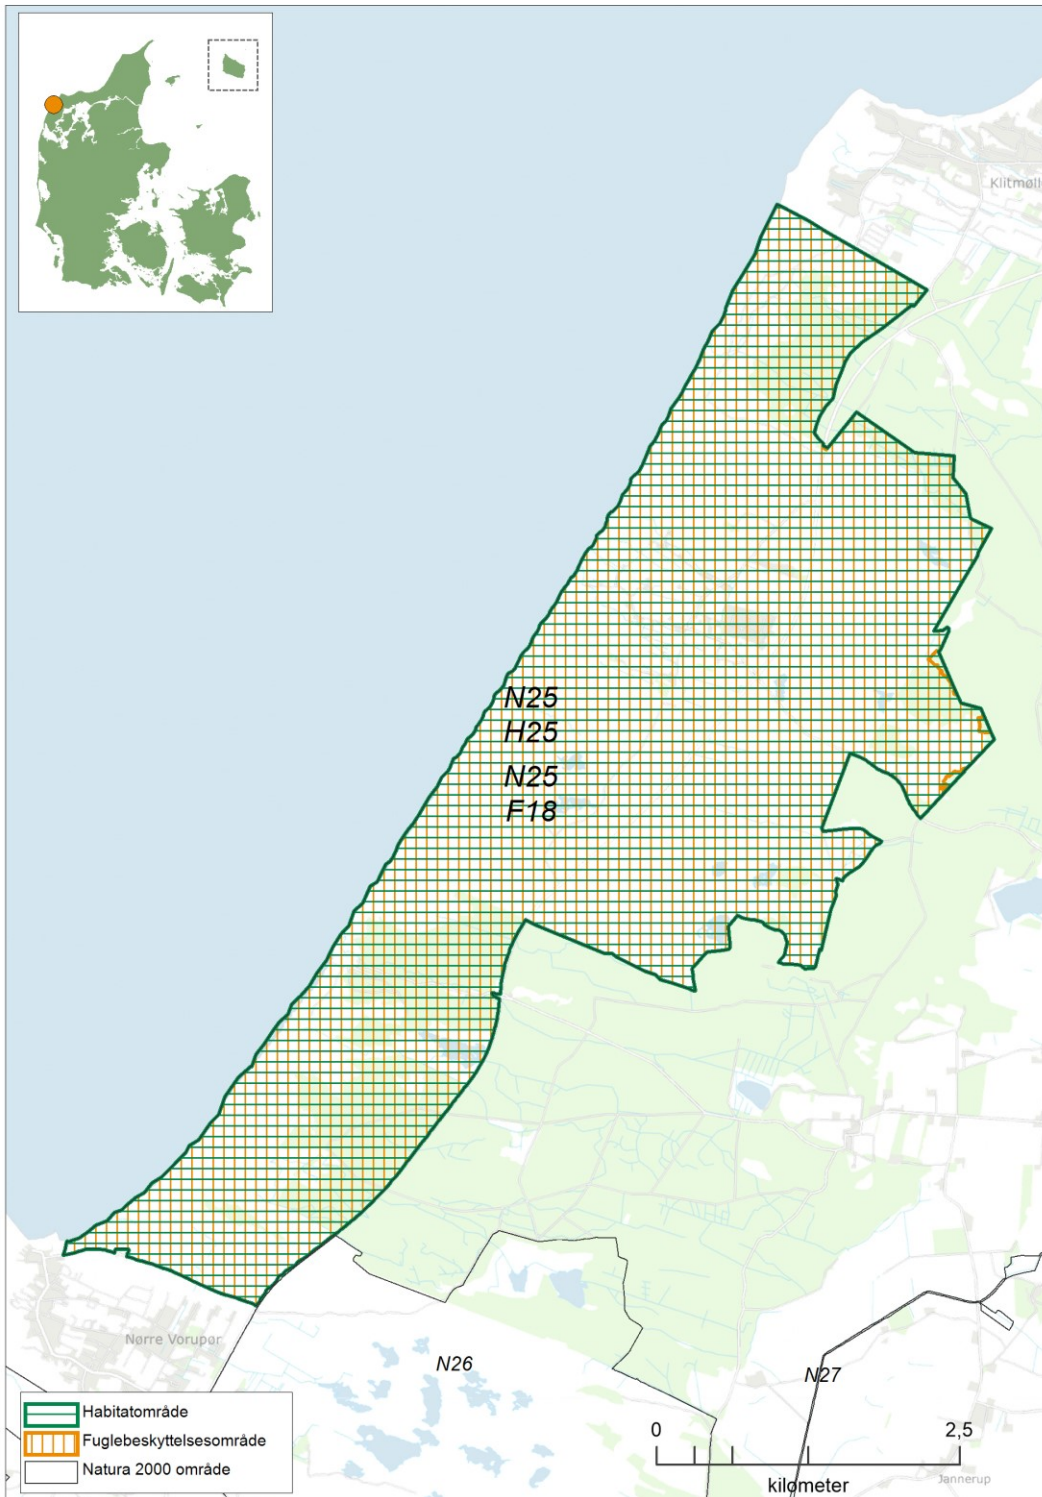 Klitmøll
N25
H25
N25
F18
Nørre Vorupør
N26
N27
Habitatområde
Fuglebeskyttelsesområde
Natura 2000 område
0 2,5
kilometer
Jannerup